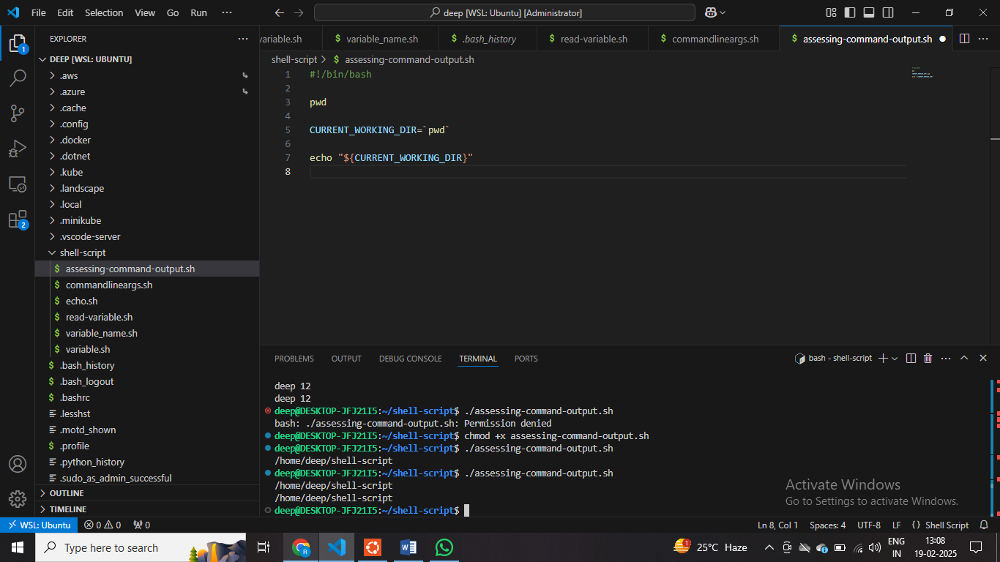 File Edit Selection View Go Run ··· deep [WSL: Ubuntu] [Administrator]
EXPLORER ···
variable.sh $ variable_name.sh $ .bash_history $ read-variable.sh $ commandlineargs.sh $ assessing-command-output.sh
DEEP [WSL: UBUNTU]
.aws
.azure
.cache
.config
.docker
.dotnet
.kube
.landscape
.local
.minikube
.vscode-server
shell-script
$ assessing-command-output.sh
$ commandlineargs.sh
$ echo.sh
$ read-variable.sh
$ variable_name.sh
$ variable.sh
$ .bash_history
$ .bash_logout
$ .bashrc
.lesshst
.motd_shown
$ .profile
.python_history
.sudo_as_admin_successful
OUTLINE
TIMELINE
1
2
shell-script > $ assessing-command-output.sh
1 #!/bin/bash
2
3 pwd
4
5 CURRENT_WORKING_DIR=`pwd`
6
7 echo "${CURRENT_WORKING_DIR}"
8
PROBLEMS OUTPUT DEBUG CONSOLE TERMINAL PORTS bash - shell-script
deep 12
deep 12
deep@DESKTOP-JFJ21I5:~/shell-script$ ./assessing-command-output.sh
bash: ./assessing-command-output.sh: Permission denied
deep@DESKTOP-JFJ21I5:~/shell-script$ chmod +x assessing-command-output.sh
deep@DESKTOP-JFJ21I5:~/shell-script$ ./assessing-command-output.sh
/home/deep/shell-script
deep@DESKTOP-JFJ21I5:~/shell-script$ ./assessing-command-output.sh
/home/deep/shell-script
/home/deep/shell-script
deep@DESKTOP-JFJ21I5:~/shell-script$
Activate Windows
Go to Settings to activate Windows.
WSL: Ubuntu 0 0 0 Ln 8, Col 1 Spaces: 4 UTF-8 LF {} Shell Script
Type here to search 1 25°C Haze ENG IN 13:08 19-02-2025